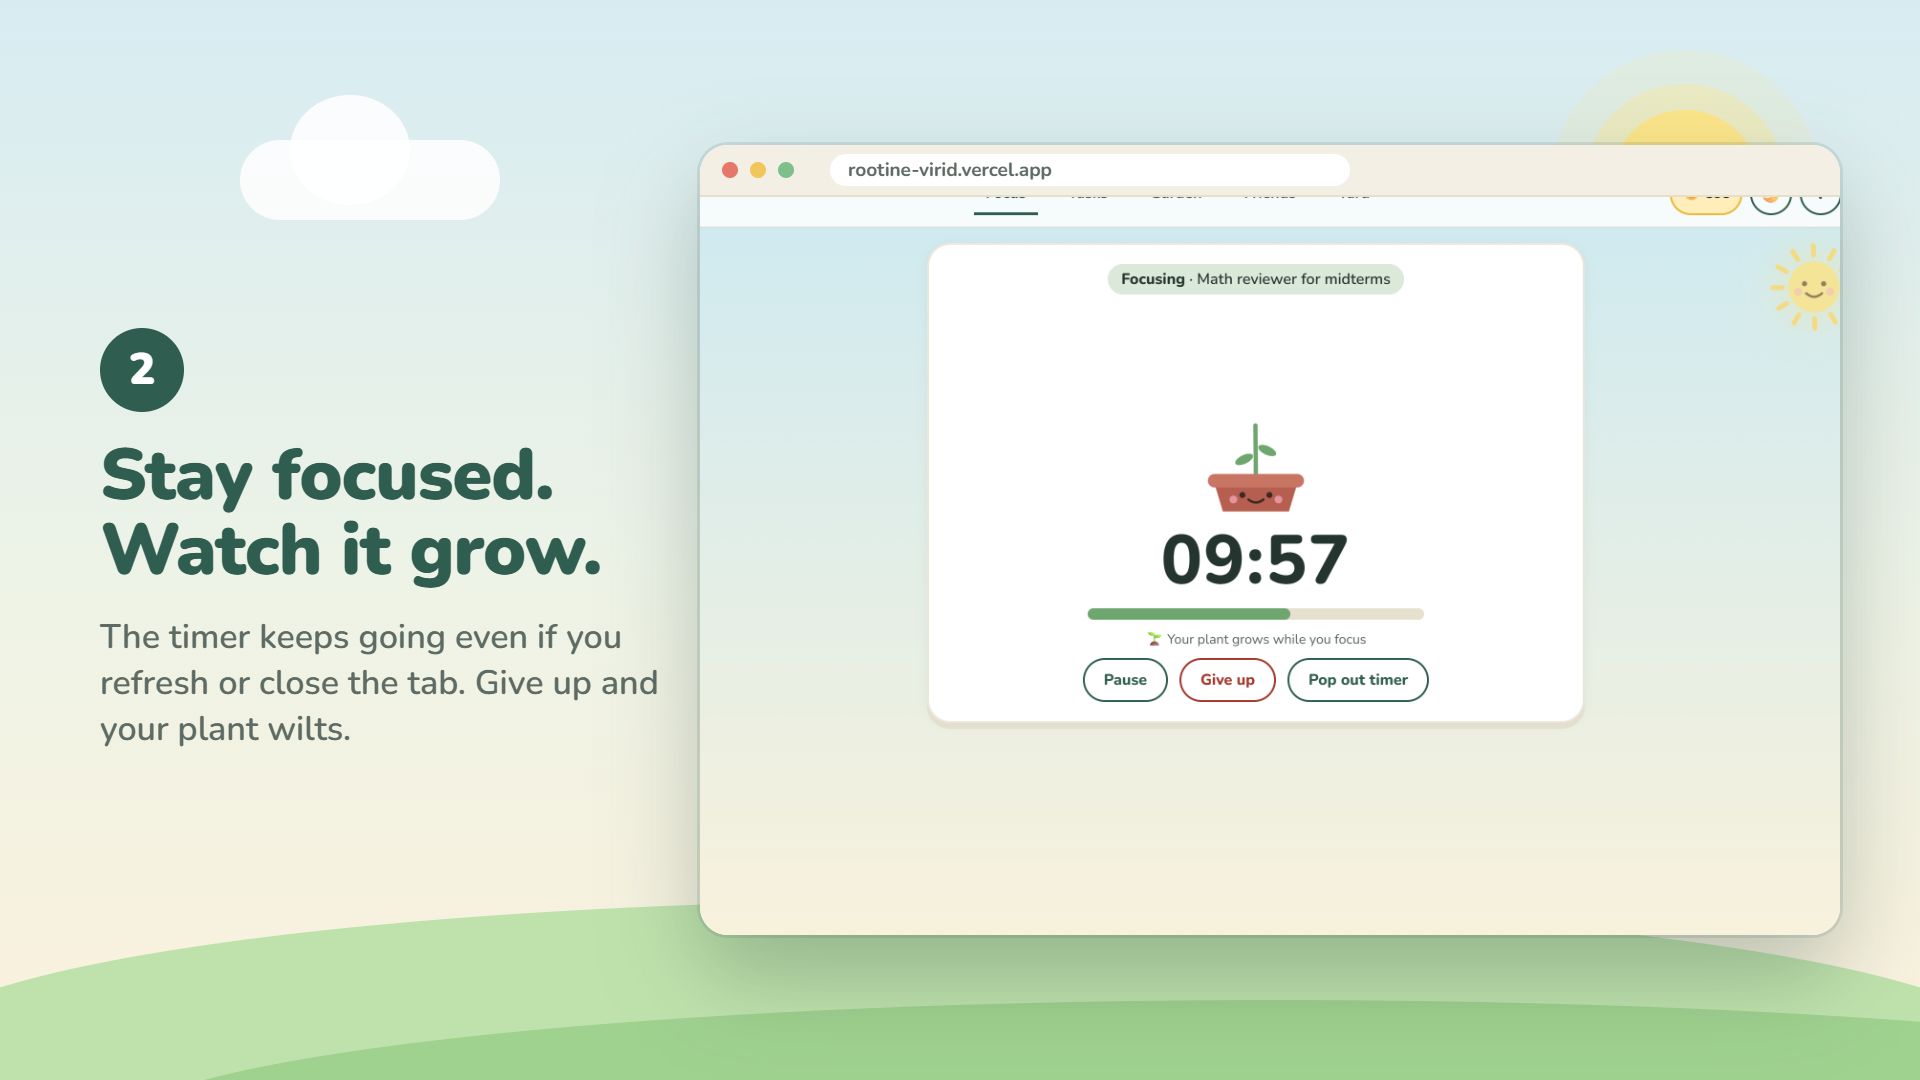 2
Stay focused.
Watch it grow.
The timer keeps going even if you
refresh or close the tab. Give up and
your plant wilts.
rootine-virid.vercel.app
Focusing · Math reviewer for midterms
09:57
Your plant grows while you focus
Pause Give up Pop out timer